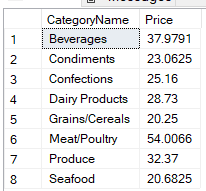 Messages
CategoryName Price
1 Beverages 37.9791
2 Condiments 23.0625
3 Confections 25.16
4 Dairy Products 28.73
5 Grains/Cereals 20.25
6 Meat/Poultry 54.0066
7 Produce 32.37
8 Seafood 20.6825